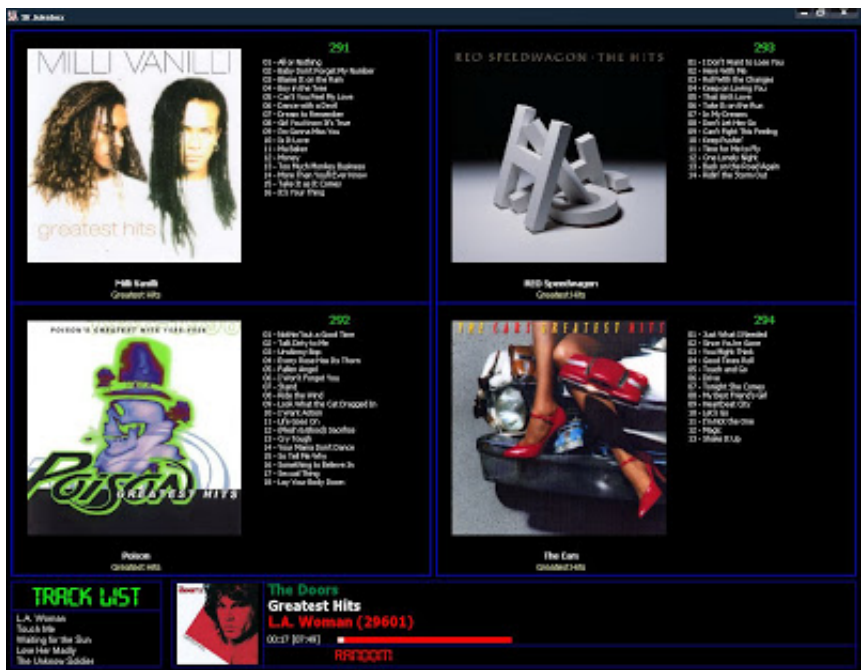 SK Jukebox
MILLI VANILLI
greatest hits
Milli Vanilli
Greatest Hits
291
01 - All or Nothing
02 - Baby Don't Forget My Number
03 - Blame It on the Rain
04 - Boy in the Tree
05 - Can't You Feel My Love
06 - Dance with a Devil
07 - Dream to Remember
08 - Girl You Know It's True
09 - I'm Gonna Miss You
10 - Is It Love
11 - Ma Baker
12 - Money
13 - Too Much Monkey Business
14 - More Than You'll Ever Know
15 - Take It as It Comes
16 - It's Your Thing
REO SPEEDWAGON · THE HITS
REO Speedwagon
Greatest Hits
293
01 - I Don't Want to Lose You
02 - Here With Me
03 - Roll With the Changes
04 - Keep on Loving You
05 - That Ain't Love
06 - Take It on the Run
07 - In My Dreams
08 - Don't Let Her Go
09 - Can't Fight This Feeling
10 - Keep Pushin'
11 - Time for Me to Fly
12 - One Lonely Night
13 - Back on the Road Again
14 - Ridin' the Storm Out
POISON'S GREATEST HITS 1986-1996
POISON
GREATEST HITS
Poison
Greatest Hits
292
01 - Nothin' but a Good Time
02 - Talk Dirty to Me
03 - Unskinny Bop
04 - Every Rose Has Its Thorn
05 - Fallen Angel
06 - I Won't Forget You
07 - Stand
08 - Ride the Wind
09 - Look What the Cat Dragged In
10 - I Want Action
11 - Life Goes On
12 - (Flesh & Blood) Sacrifice
13 - Cry Tough
14 - Your Mama Don't Dance
15 - So Tell Me Why
16 - Something to Believe In
17 - Sexual Thing
18 - Lay Your Body Down
THE CARS GREATEST HITS
The Cars
Greatest Hits
294
01 - Just What I Needed
02 - Since You're Gone
03 - You Might Think
04 - Good Times Roll
05 - Touch and Go
06 - Drive
07 - Tonight She Comes
08 - My Best Friend's Girl
09 - Heartbeat City
10 - Let's Go
11 - I'm Not the One
12 - Magic
13 - Shake It Up
TRACK LIST
L.A. Woman
Touch Me
Waiting for the Sun
Love Her Madly
The Unknow Soldier
DOORS
The Doors
Greatest Hits
L.A. Woman (29601)
00:17 [07:49]
RANDOM